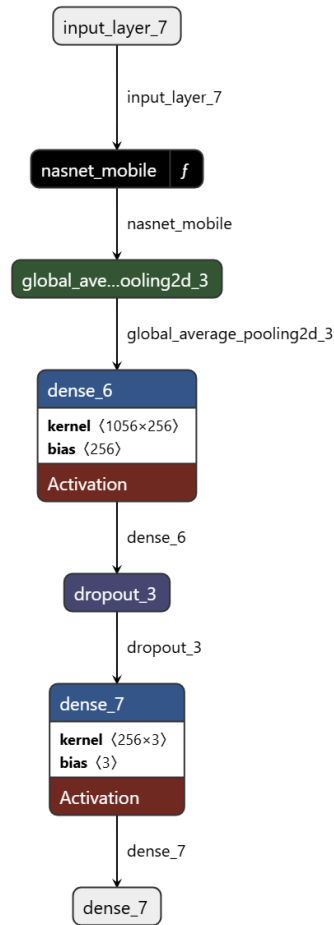 input_layer_7
input_layer_7
nasnet_mobile f
nasnet_mobile
global_ave...ooling2d_3
global_average_pooling2d_3
dense_6
kernel 〈1056×256〉
bias 〈256〉
Activation
dense_6
dropout_3
dropout_3
dense_7
kernel 〈256×3〉
bias 〈3〉
Activation
dense_7
dense_7